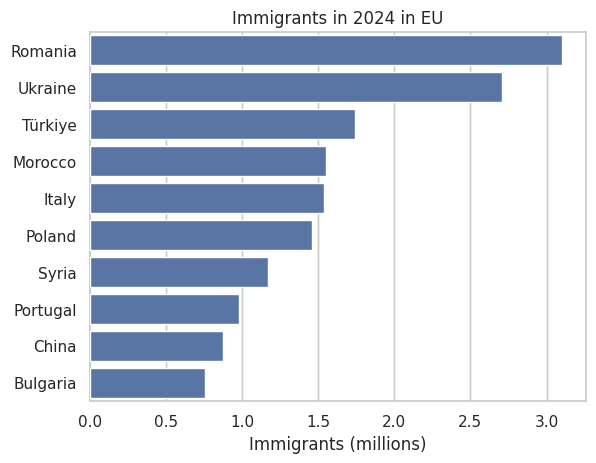 Immigrants in 2024 in EU
Romania
Ukraine
Türkiye
Morocco
Italy
Poland
Syria
Portugal
China
Bulgaria
0.0 0.5 1.0 1.5 2.0 2.5 3.0
Immigrants (millions)